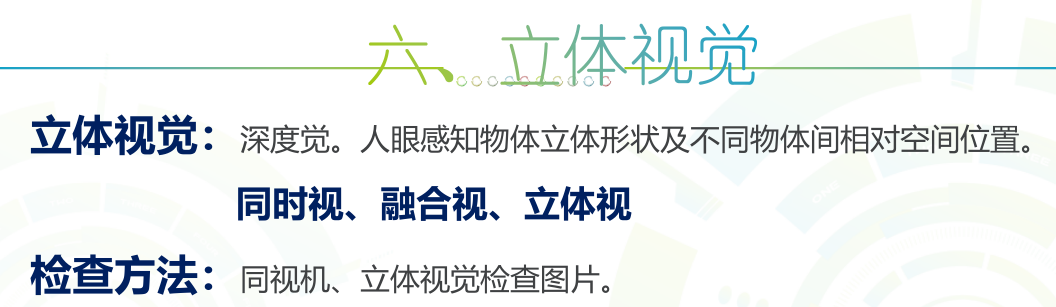 六、立体视觉
立体视觉：深度觉。人眼感知物体立体形状及不同物体间相对空间位置。
同时视、融合视、立体视
检查方法：同视机、立体视觉检查图片。